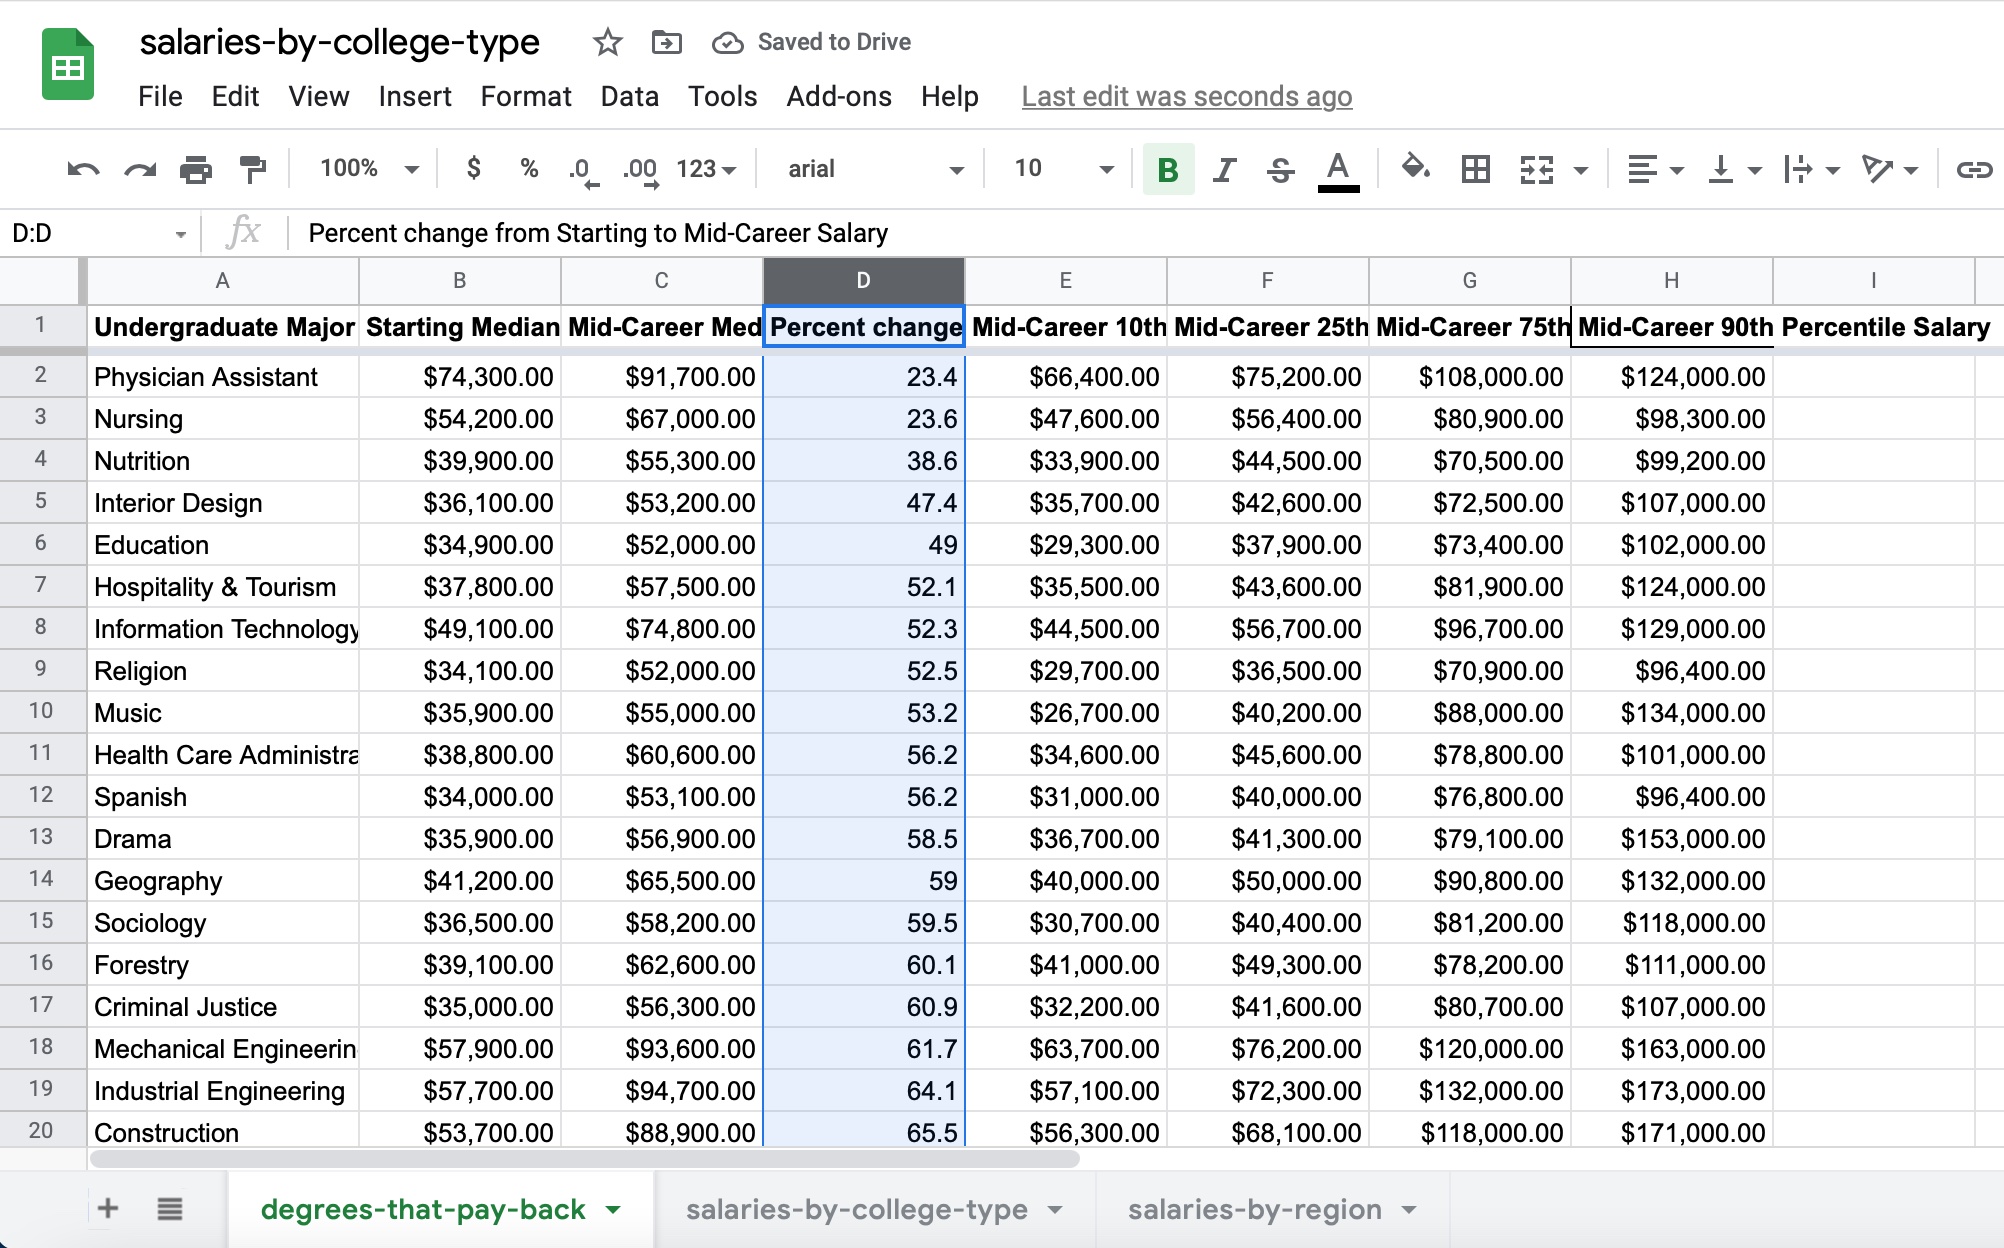 salaries-by-college-type Saved to Drive
File Edit View Insert Format Data Tools Add-ons Help Last edit was seconds ago
100% $ % .0 .00 123 arial 10 B I S A
D:D fx Percent change from Starting to Mid-Career Salary
A B C D E F G H I
1 Undergraduate Major Starting Median Mid-Career Med Percent change Mid-Career 10th Mid-Career 25th Mid-Career 75th Mid-Career 90th Percentile Salary
2 Physician Assistant $74,300.00 $91,700.00 23.4 $66,400.00 $75,200.00 $108,000.00 $124,000.00
3 Nursing $54,200.00 $67,000.00 23.6 $47,600.00 $56,400.00 $80,900.00 $98,300.00
4 Nutrition $39,900.00 $55,300.00 38.6 $33,900.00 $44,500.00 $70,500.00 $99,200.00
5 Interior Design $36,100.00 $53,200.00 47.4 $35,700.00 $42,600.00 $72,500.00 $107,000.00
6 Education $34,900.00 $52,000.00 49 $29,300.00 $37,900.00 $73,400.00 $102,000.00
7 Hospitality & Tourism $37,800.00 $57,500.00 52.1 $35,500.00 $43,600.00 $81,900.00 $124,000.00
8 Information Technology $49,100.00 $74,800.00 52.3 $44,500.00 $56,700.00 $96,700.00 $129,000.00
9 Religion $34,100.00 $52,000.00 52.5 $29,700.00 $36,500.00 $70,900.00 $96,400.00
10 Music $35,900.00 $55,000.00 53.2 $26,700.00 $40,200.00 $88,000.00 $134,000.00
11 Health Care Administra $38,800.00 $60,600.00 56.2 $34,600.00 $45,600.00 $78,800.00 $101,000.00
12 Spanish $34,000.00 $53,100.00 56.2 $31,000.00 $40,000.00 $76,800.00 $96,400.00
13 Drama $35,900.00 $56,900.00 58.5 $36,700.00 $41,300.00 $79,100.00 $153,000.00
14 Geography $41,200.00 $65,500.00 59 $40,000.00 $50,000.00 $90,800.00 $132,000.00
15 Sociology $36,500.00 $58,200.00 59.5 $30,700.00 $40,400.00 $81,200.00 $118,000.00
16 Forestry $39,100.00 $62,600.00 60.1 $41,000.00 $49,300.00 $78,200.00 $111,000.00
17 Criminal Justice $35,000.00 $56,300.00 60.9 $32,200.00 $41,600.00 $80,700.00 $107,000.00
18 Mechanical Engineerin $57,900.00 $93,600.00 61.7 $63,700.00 $76,200.00 $120,000.00 $163,000.00
19 Industrial Engineering $57,700.00 $94,700.00 64.1 $57,100.00 $72,300.00 $132,000.00 $173,000.00
20 Construction $53,700.00 $88,900.00 65.5 $56,300.00 $68,100.00 $118,000.00 $171,000.00
degrees-that-pay-back salaries-by-college-type salaries-by-region